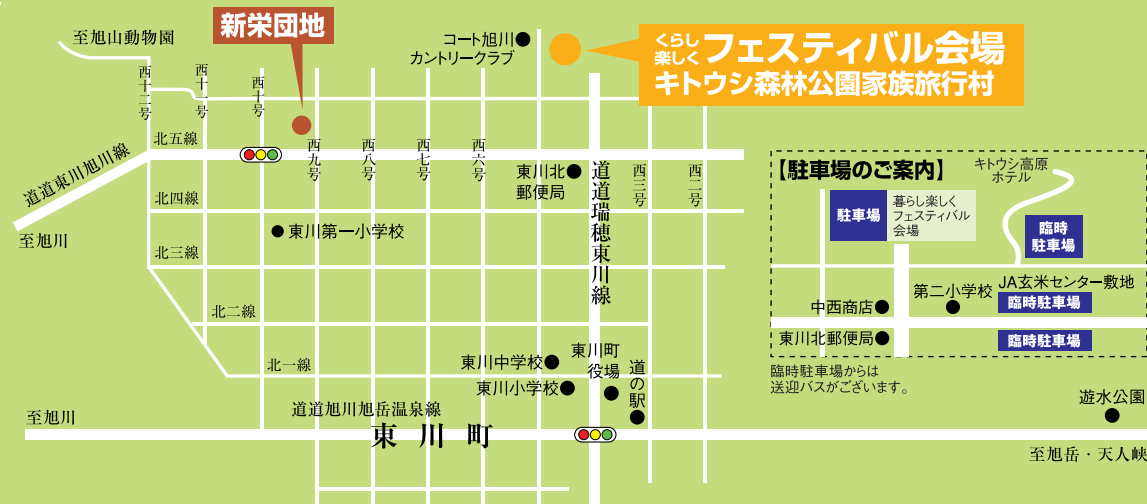 至旭山動物園
新栄団地
コート旭川
カントリークラブ
くらし
楽しく
フェスティバル会場
キトウシ森林公園家族旅行村
西十二号
西十一号
西十号
北五線
西九号
西八号
西七号
西六号
東川北
郵便局
道道瑞穂東川線
西三号
西二号
道道東川旭川線
至旭川
北四線
東川第一小学校
北三線
北二線
北一線
東川中学校
東川小学校
東川町
役場
道の駅
至旭川
道道旭川旭岳温泉線
東川町
【駐車場のご案内】
キトウシ高原
ホテル
駐車場
暮らし楽しく
フェスティバル
会場
臨時
駐車場
JA玄米センター敷地
第二小学校
臨時駐車場
中西商店
東川北郵便局
臨時駐車場
臨時駐車場からは
送迎バスがございます。
遊水公園
至旭岳・天人峡